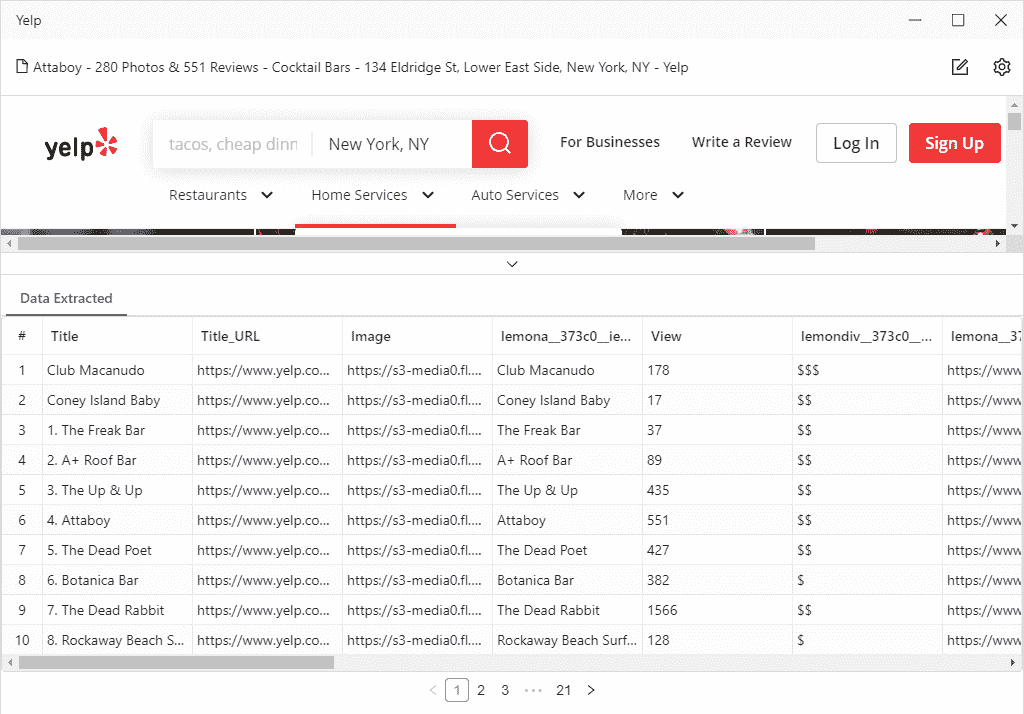 Yelp
Attaboy - 280 Photos & 551 Reviews - Cocktail Bars - 134 Eldridge St, Lower East Side, New York, NY - Yelp
yelp tacos, cheap dinn New York, NY For Businesses Write a Review Log In Sign Up
Restaurants Home Services Auto Services More
Data Extracted
# Title Title_URL Image lemona__373c0__ie... View lemondiv__373c0__... lemona__37
1 Club Macanudo https://www.yelp.co... https://s3-media0.fl.... Club Macanudo 178 $$$ https://www
2 Coney Island Baby https://www.yelp.co... https://s3-media0.fl.... Coney Island Baby 17 $$ https://www
3 1. The Freak Bar https://www.yelp.co... https://s3-media0.fl.... The Freak Bar 37 $$ https://www
4 2. A+ Roof Bar https://www.yelp.co... https://s3-media0.fl.... A+ Roof Bar 89 $$ https://www
5 3. The Up & Up https://www.yelp.co... https://s3-media0.fl.... The Up & Up 435 $$ https://www
6 4. Attaboy https://www.yelp.co... https://s3-media0.fl.... Attaboy 551 $$ https://www
7 5. The Dead Poet https://www.yelp.co... https://s3-media0.fl.... The Dead Poet 427 $$ https://www
8 6. Botanica Bar https://www.yelp.co... https://s3-media0.fl.... Botanica Bar 382 $ https://www
9 7. The Dead Rabbit https://www.yelp.co... https://s3-media0.fl.... The Dead Rabbit 1566 $$ https://www
10 8. Rockaway Beach S... https://www.yelp.co... https://s3-media0.fl.... Rockaway Beach Surf... 128 $ https://www
1 2 3 ••• 21